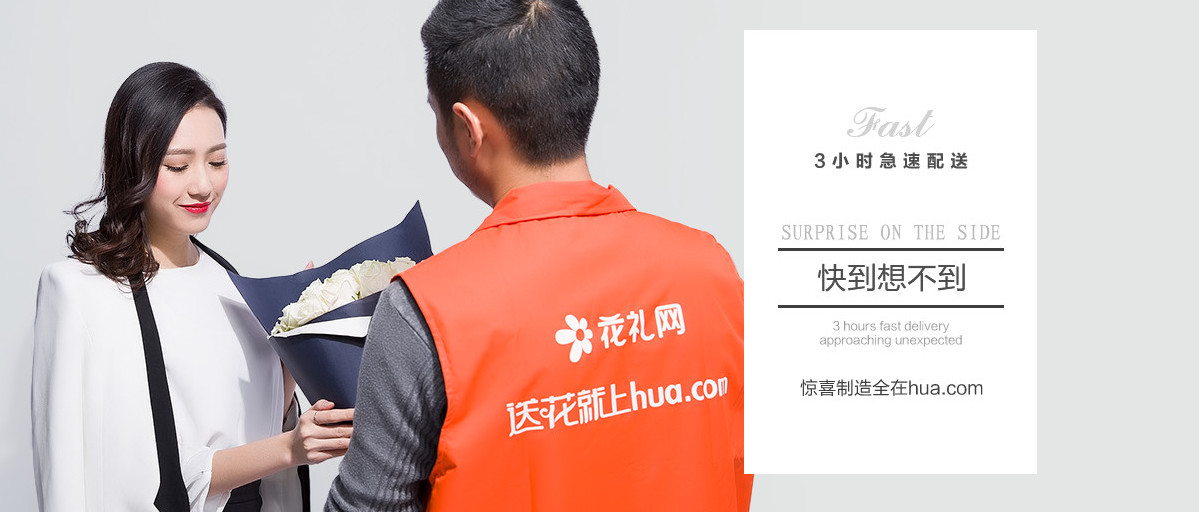 花礼网
送花就上hua.com
Fast
3小时急速配送
SURPRISE ON THE SIDE
快到想不到
3 hours fast delivery
approaching unexpected
惊喜制造全在hua.com